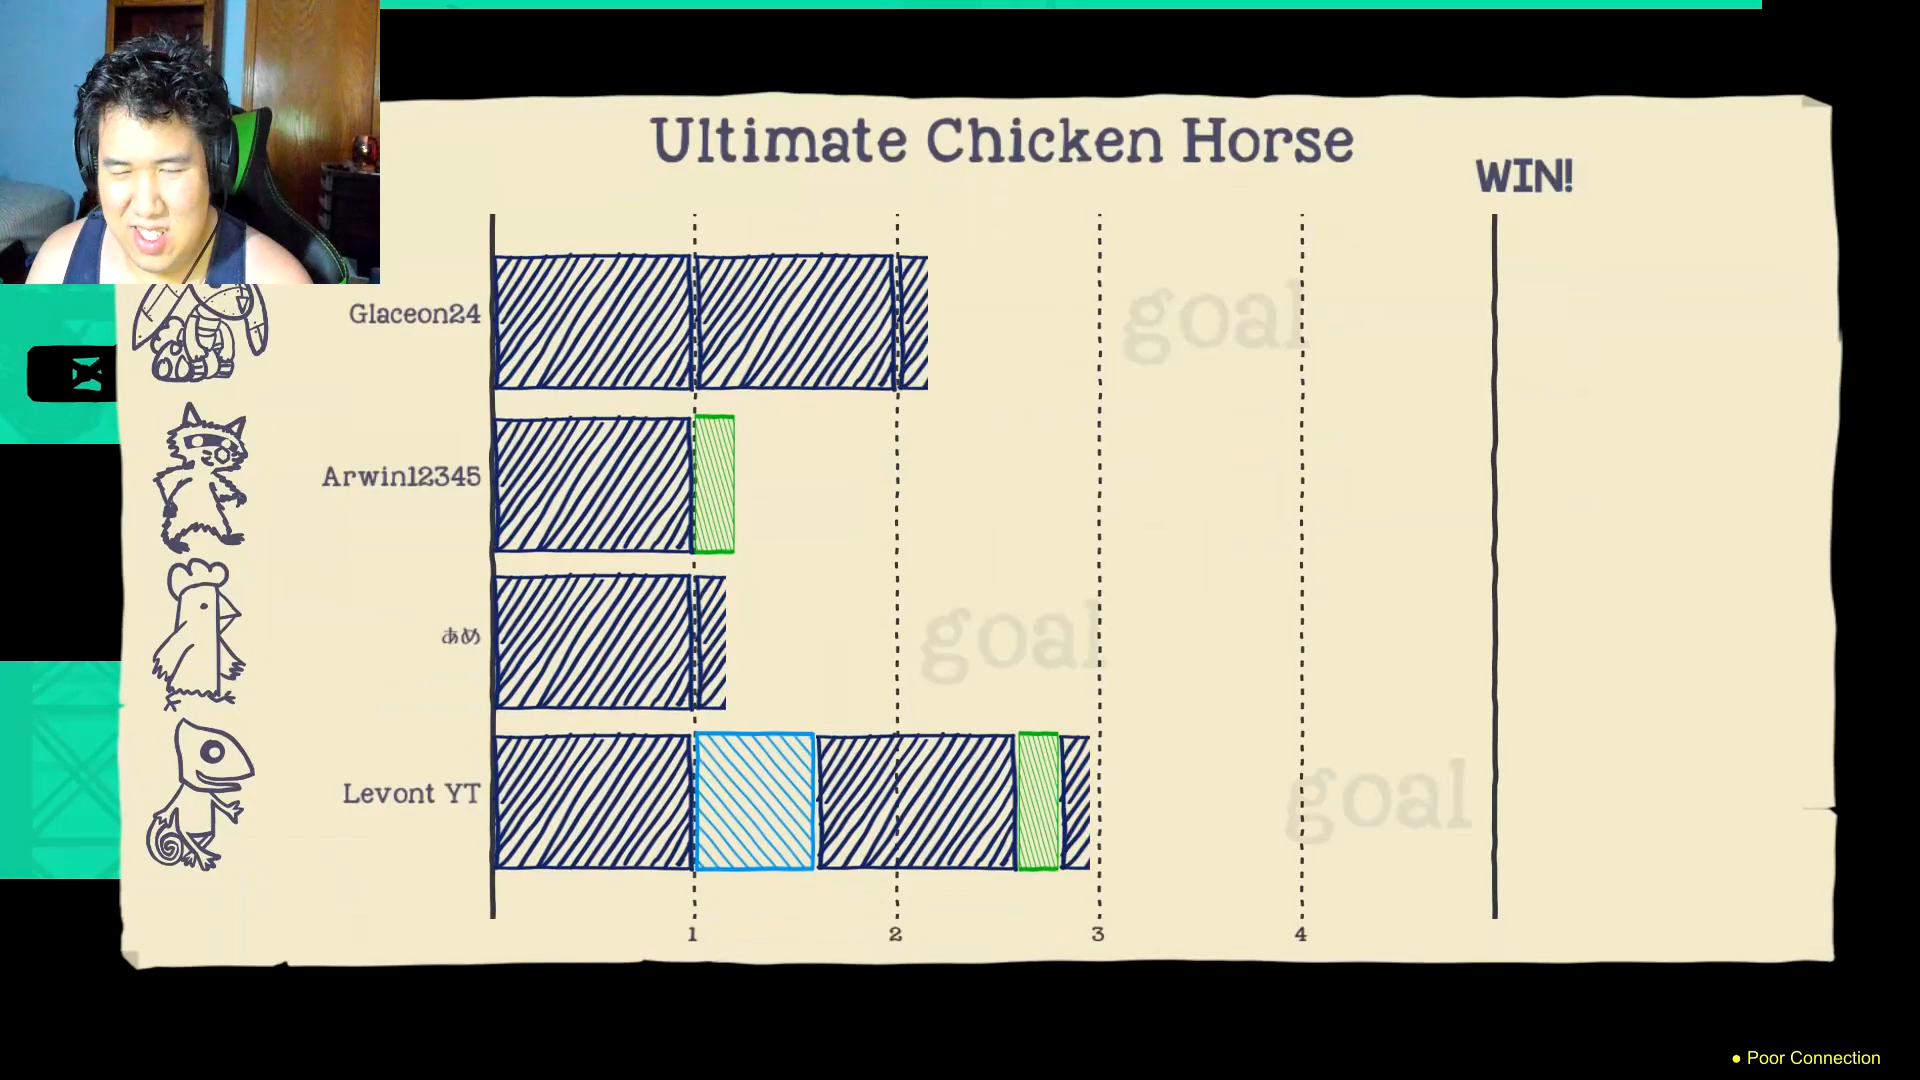 Ultimate Chicken Horse
WIN!
Glaceon24
goal
Arwin12345
あめ
goal
Levont YT
goal
1 2 3 4
Poor Connection